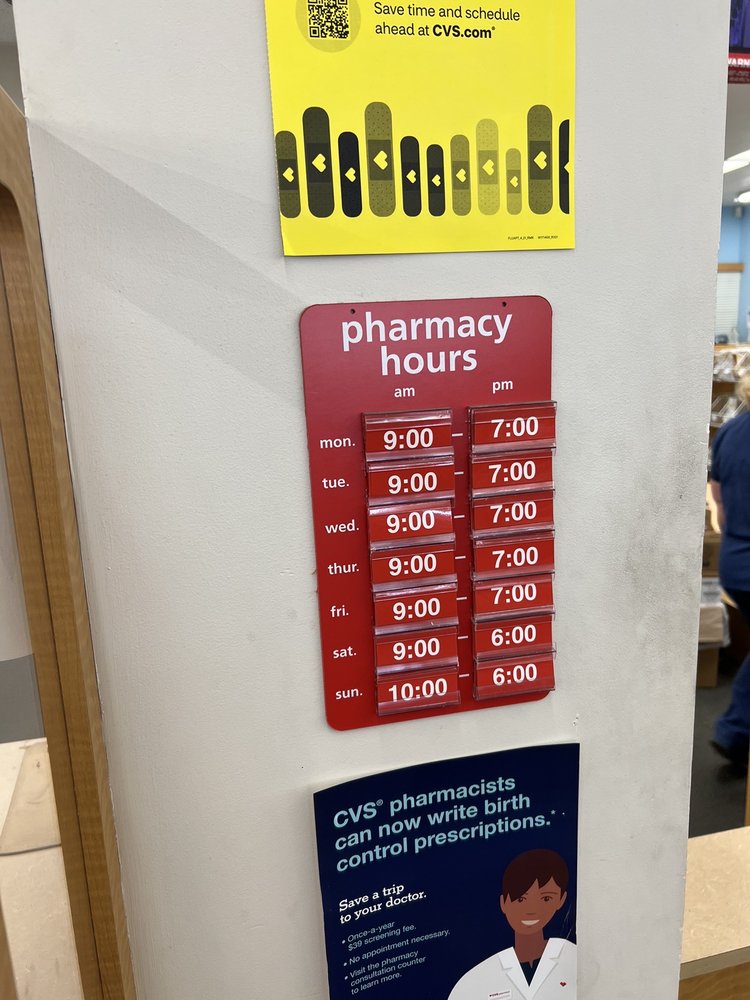 Save time and schedule
ahead at CVS.com®
pharmacy
hours
am pm
mon. 9:00 – 7:00
tue. 9:00 – 7:00
wed. 9:00 – 7:00
thur. 9:00 – 7:00
fri. 9:00 – 7:00
sat. 9:00 – 6:00
sun. 10:00 – 6:00
CVS® pharmacists
can now write birth
control prescriptions.*
Save a trip
to your doctor.
• Once-a-year
$39 screening fee.
• No appointment necessary.
• Visit the pharmacy
consultation counter
to learn more.